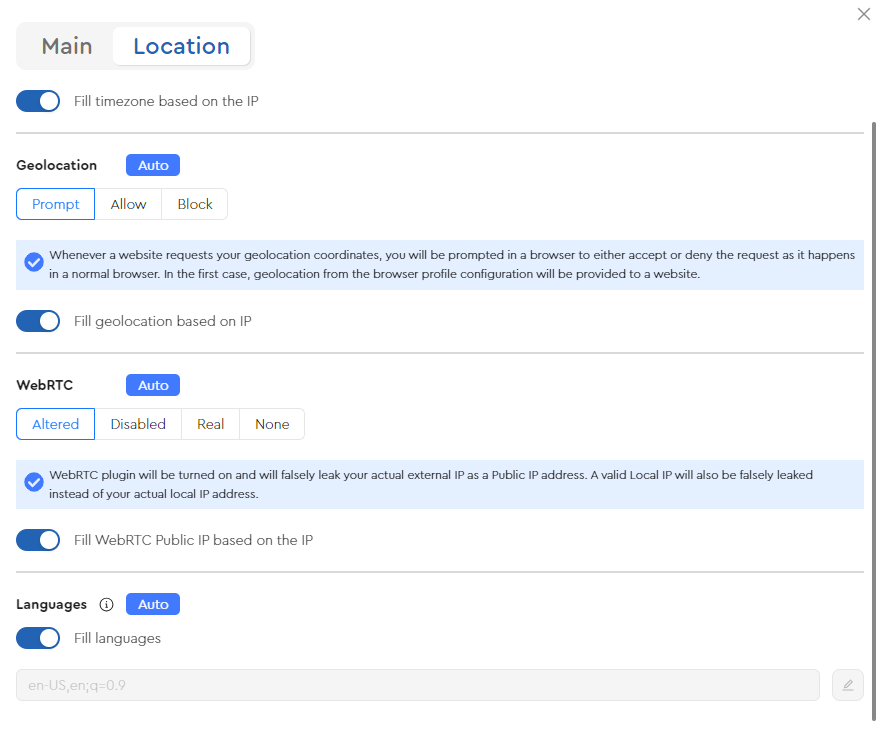 Main Location
Fill timezone based on the IP
Geolocation Auto
Prompt Allow Block
Whenever a website requests your geolocation coordinates, you will be prompted in a browser to either accept or deny the request as it happens
in a normal browser. In the first case, geolocation from the browser profile configuration will be provided to a website.
Fill geolocation based on IP
WebRTC Auto
Altered Disabled Real None
WebRTC plugin will be turned on and will falsely leak your actual external IP as a Public IP address. A valid Local IP will also be falsely leaked
instead of your actual local IP address.
Fill WebRTC Public IP based on the IP
Languages Auto
Fill languages
en-US,en;q=0.9